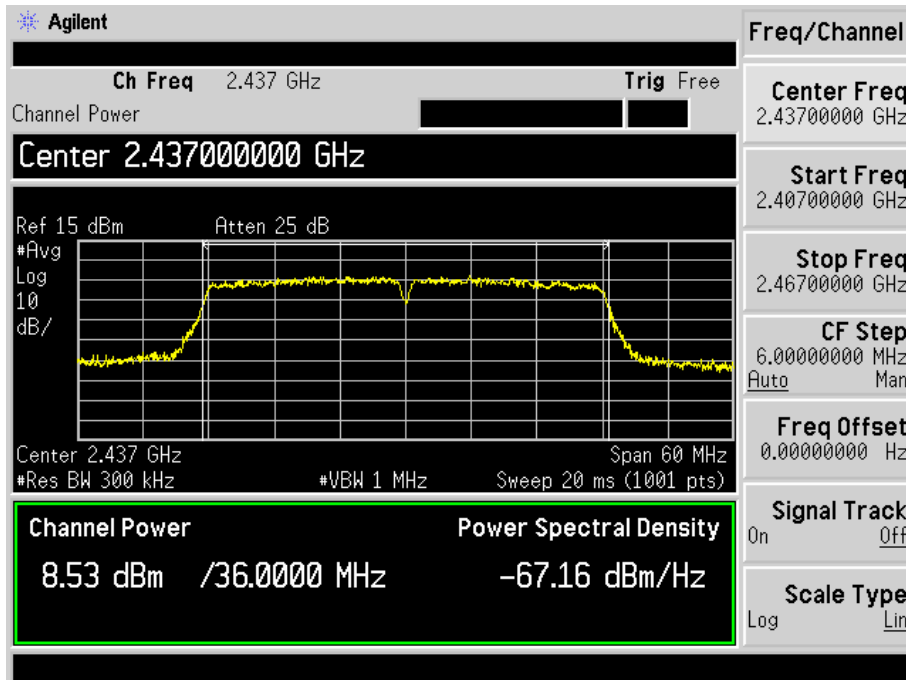 Agilent
Freq/Channel
Ch Freq 2.437 GHz Trig Free
Channel Power
Center 2.437000000 GHz
Ref 15 dBm Atten 25 dB
#Avg
Log
10
dB/
Center 2.437 GHz Span 60 MHz
#Res BW 300 kHz #VBW 1 MHz Sweep 20 ms (1001 pts)
Channel Power Power Spectral Density
8.53 dBm /36.0000 MHz -67.16 dBm/Hz
Center Freq
2.43700000 GHz
Start Freq
2.40700000 GHz
Stop Freq
2.46700000 GHz
CF Step
6.00000000 MHz
Auto Man
Freq Offset
0.00000000 Hz
Signal Track
On Off
Scale Type
Log Lin